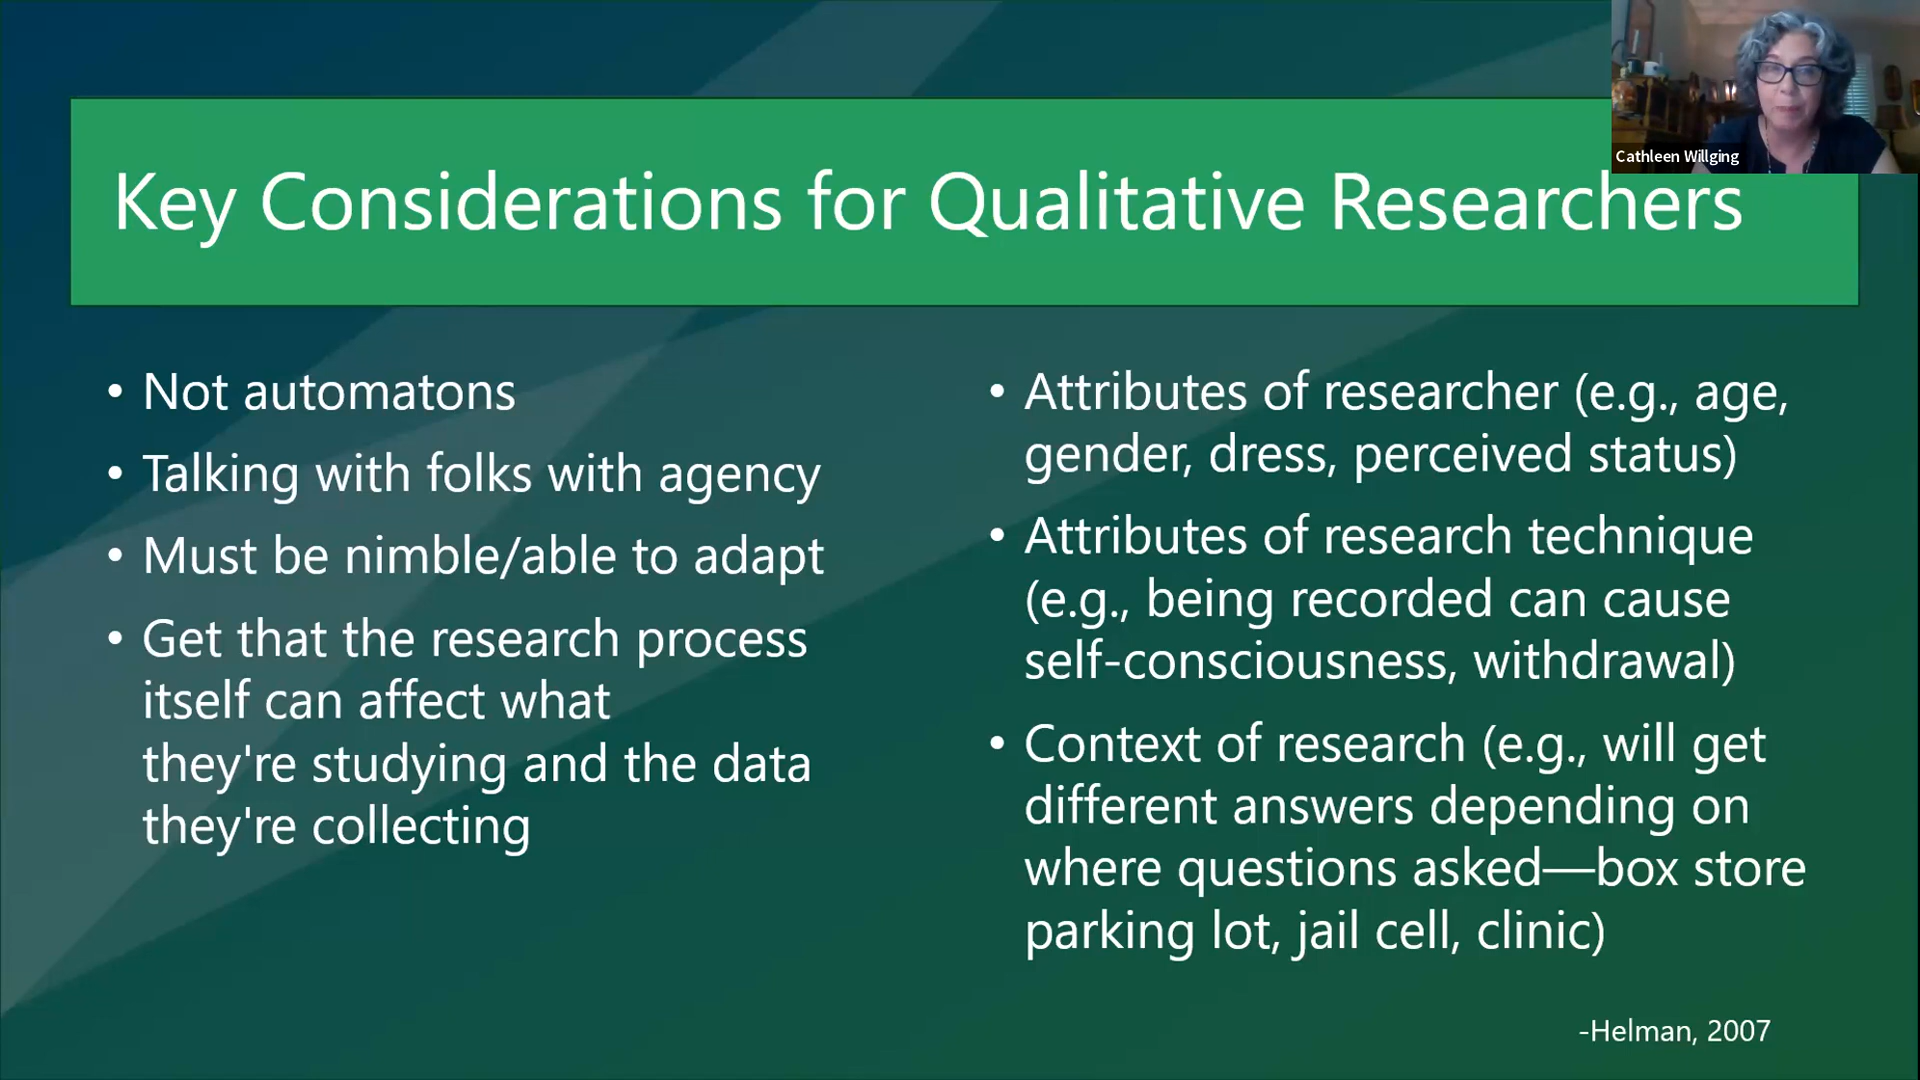 Cathleen Willging
Key Considerations for Qualitative Researchers
• Not automatons
• Talking with folks with agency
• Must be nimble/able to adapt
• Get that the research process
itself can affect what
they're studying and the data
they're collecting
• Attributes of researcher (e.g., age,
gender, dress, perceived status)
• Attributes of research technique
(e.g., being recorded can cause
self-consciousness, withdrawal)
• Context of research (e.g., will get
different answers depending on
where questions asked—box store
parking lot, jail cell, clinic)
-Helman, 2007